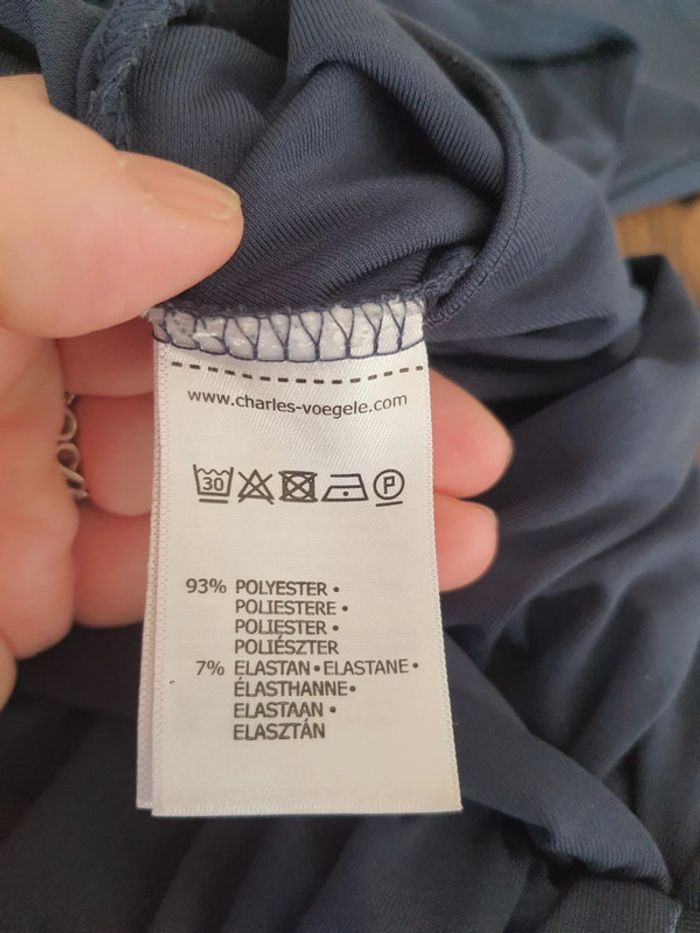 www.charles-voegele.com
30 P
93% POLYESTER •
POLIESTERE •
POLIESTER •
POLIÉSZTER
7% ELASTAN • ELASTANE •
ÉLASTHANNE •
ELASTAAN •
ELASZTÁN